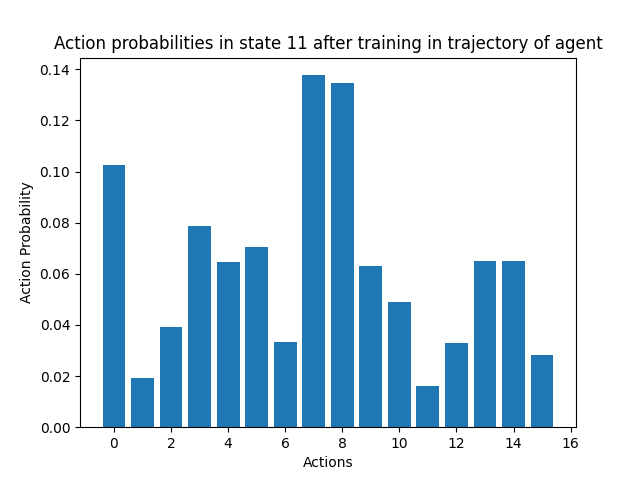 Action probabilities in state 11 after training in trajectory of agent
0.14
0.12
0.10
0.08
0.06
0.04
0.02
0.00
Action Probability
0 2 4 6 8 10 12 14 16
Actions